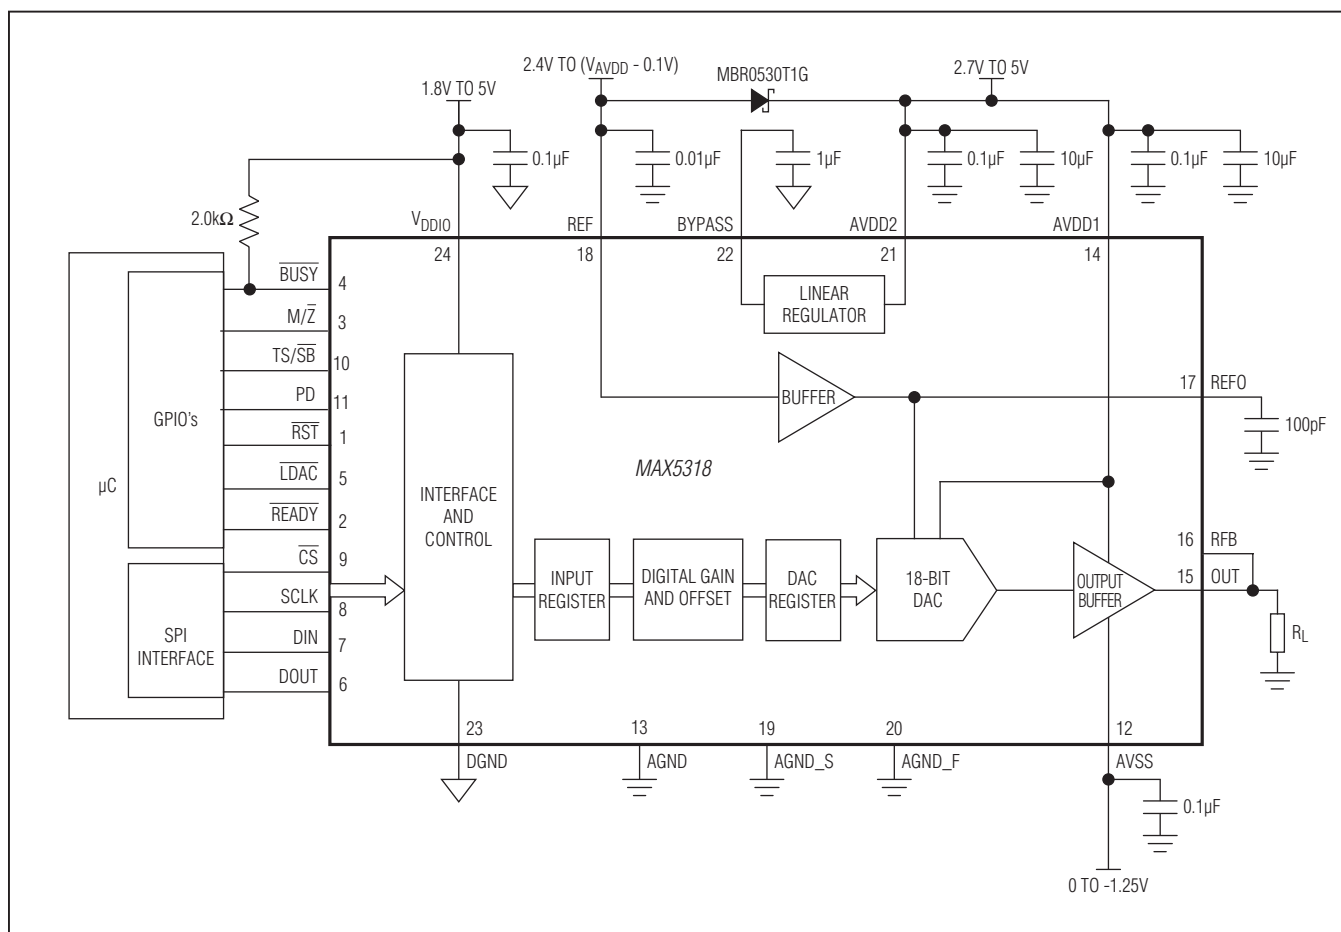 2.4V TO (VAVDD - 0.1V)
MBR0530T1G
2.7V TO 5V
1.8V TO 5V
0.1µF
0.01µF
1µF
0.1µF
10µF
0.1µF
10µF
2.0kΩ
VDDIO
REF
BYPASS
AVDD2
AVDD1
24
18
22
21
14
BUSY
4
M/Z
3
TS/SB
10
PD
11
RST
1
LDAC
5
READY
2
CS
9
SCLK
8
DIN
7
DOUT
6
GPIO's
µC
SPI
INTERFACE
LINEAR
REGULATOR
BUFFER
17
REFO
100pF
MAX5318
INTERFACE
AND
CONTROL
INPUT
REGISTER
DIGITAL GAIN
AND OFFSET
DAC
REGISTER
18-BIT
DAC
OUTPUT
BUFFER
16
RFB
15
OUT
RL
23
13
19
20
12
DGND
AGND
AGND_S
AGND_F
AVSS
0.1µF
0 TO -1.25V